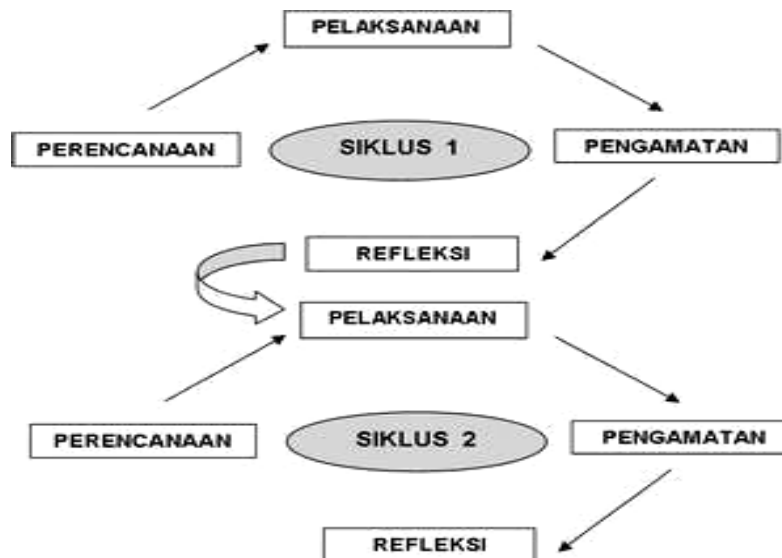 PELAKSANAAN
PERENCANAAN
SIKLUS 1
PENGAMATAN
REFLEKSI
PELAKSANAAN
PERENCANAAN
SIKLUS 2
PENGAMATAN
REFLEKSI